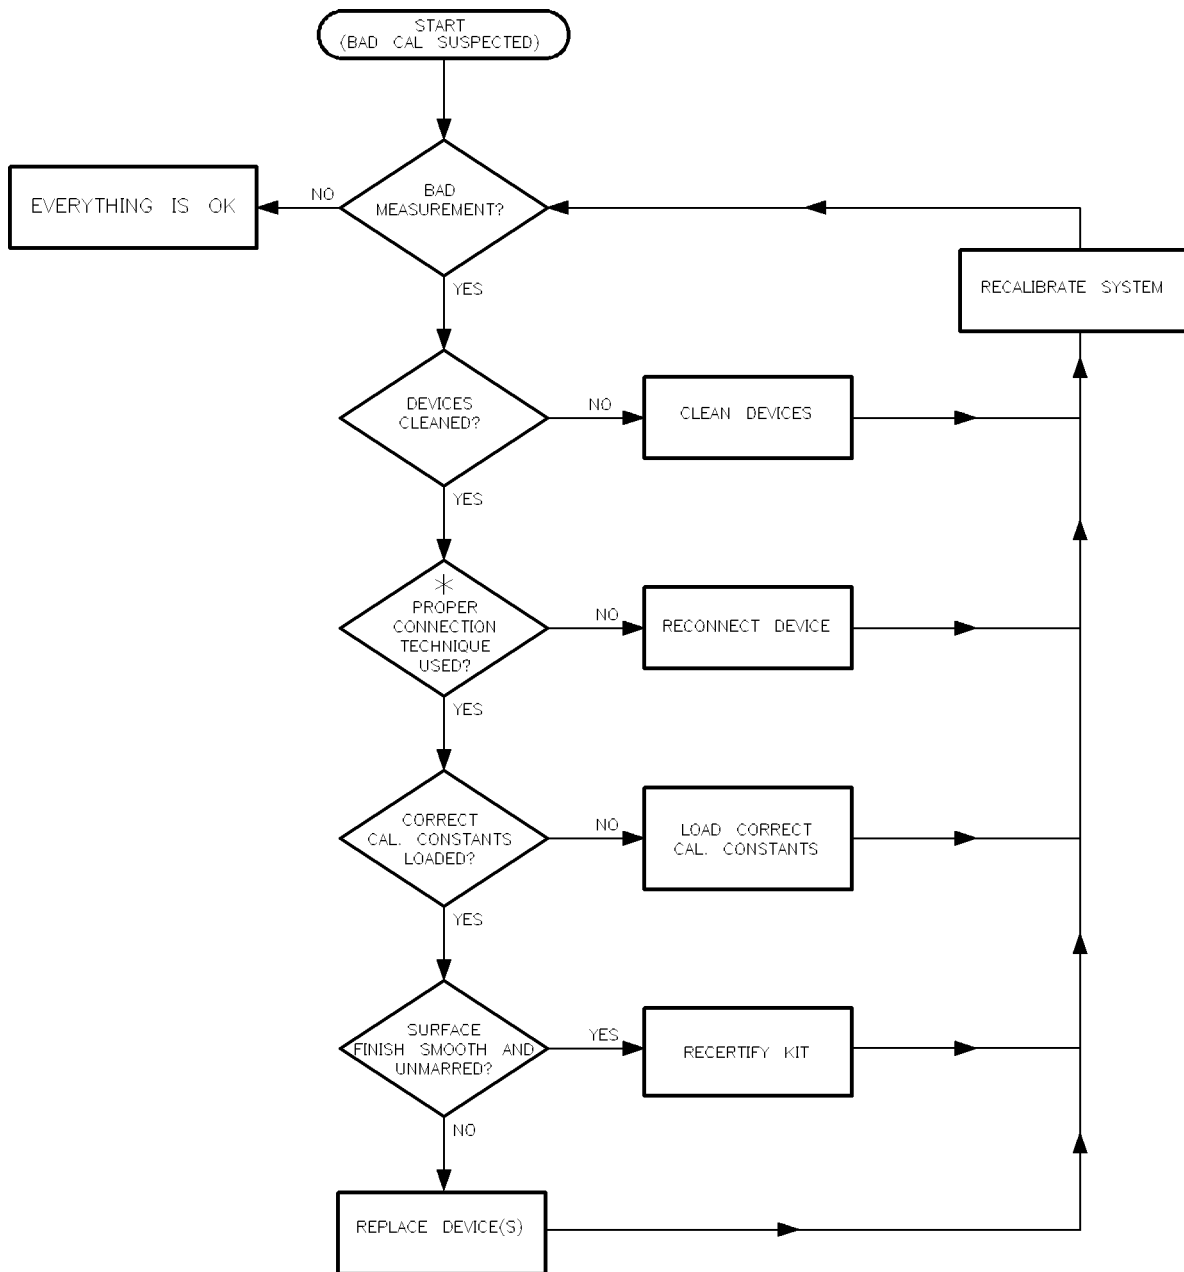 START
(BAD CAL SUSPECTED)
BAD
MEASUREMENT?
NO
EVERYTHING IS OK
YES
RECALIBRATE SYSTEM
DEVICES
CLEANED?
NO
CLEAN DEVICES
YES
*
PROPER
CONNECTION
TECHNIQUE
USED?
NO
RECONNECT DEVICE
YES
CORRECT
CAL. CONSTANTS
LOADED?
NO
LOAD CORRECT
CAL. CONSTANTS
YES
SURFACE
FINISH SMOOTH AND
UNMARRED?
YES
RECERTIFY KIT
NO
REPLACE DEVICE(S)